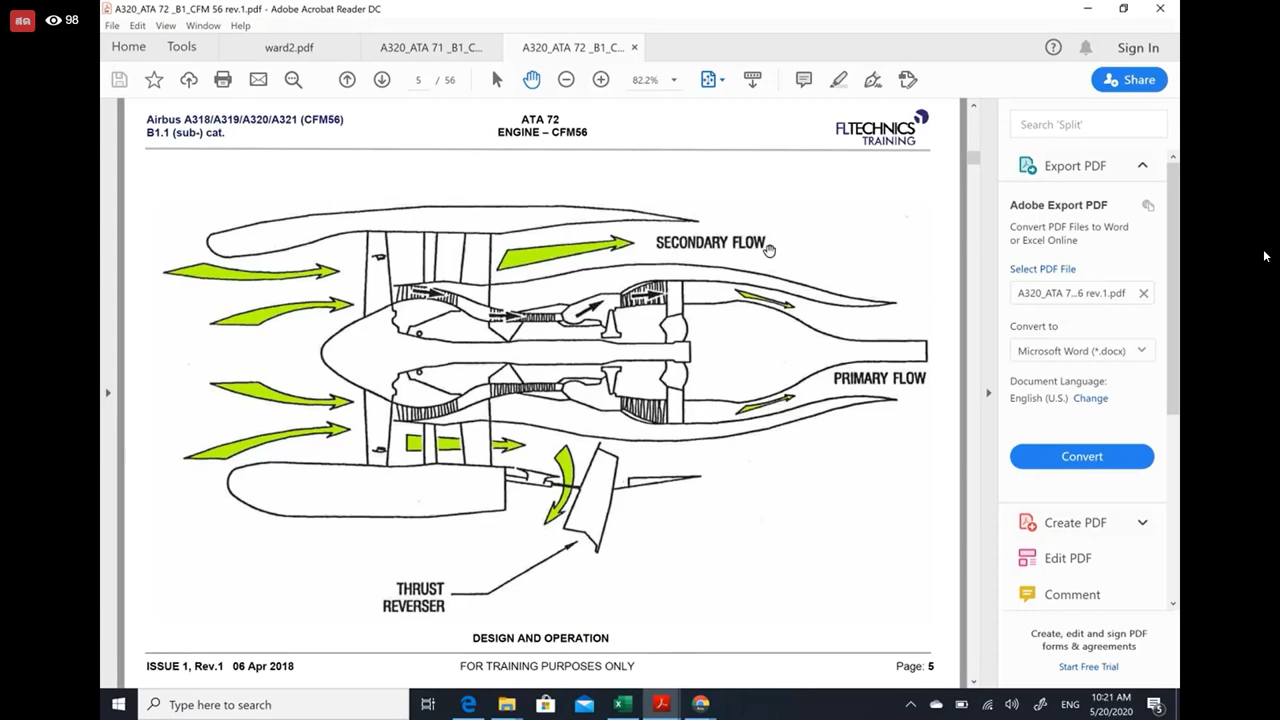 สด 98
A320_ATA 72 _B1_CFM 56 rev.1.pdf - Adobe Acrobat Reader DC
File Edit View Window Help
Home Tools ward2.pdf A320_ATA 71 _B1_C... A320_ATA 72 _B1_C... × Sign In
5 / 56 82.2% Share
Airbus A318/A319/A320/A321 (CFM56)
B1.1 (sub-) cat.
ATA 72
ENGINE – CFM56
FLTECHNICS
TRAINING
SECONDARY FLOW
PRIMARY FLOW
THRUST
REVERSER
DESIGN AND OPERATION
ISSUE 1, Rev.1 06 Apr 2018 FOR TRAINING PURPOSES ONLY Page: 5
Search 'Split'
Export PDF
Adobe Export PDF
Convert PDF Files to Word
or Excel Online
Select PDF File
A320_ATA 7...6 rev.1.pdf
Convert to
Microsoft Word (*.docx)
Document Language:
English (U.S.) Change
Convert
Create PDF
Edit PDF
Comment
Create, edit and sign PDF
forms & agreements
Start Free Trial
Type here to search
ENG
10:21 AM
5/20/2020
5